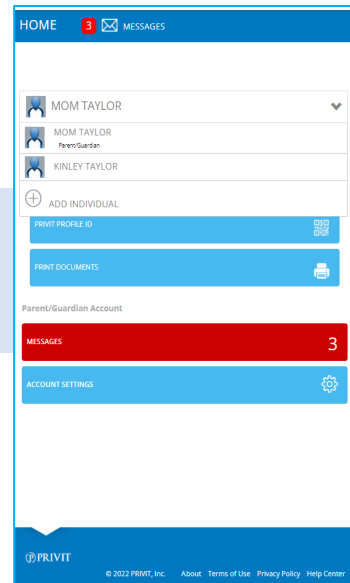 HOME 3 MESSAGES
MOM TAYLOR
MOM TAYLOR
Parent/Guardian
KINLEY TAYLOR
ADD INDIVIDUAL
PRIVIT PROFILE ID
PRINT DOCUMENTS
Parent/Guardian Account
MESSAGES 3
ACCOUNT SETTINGS
PRIVIT
© 2022 PRIVIT, Inc. About Terms of Use Privacy Policy Help Center